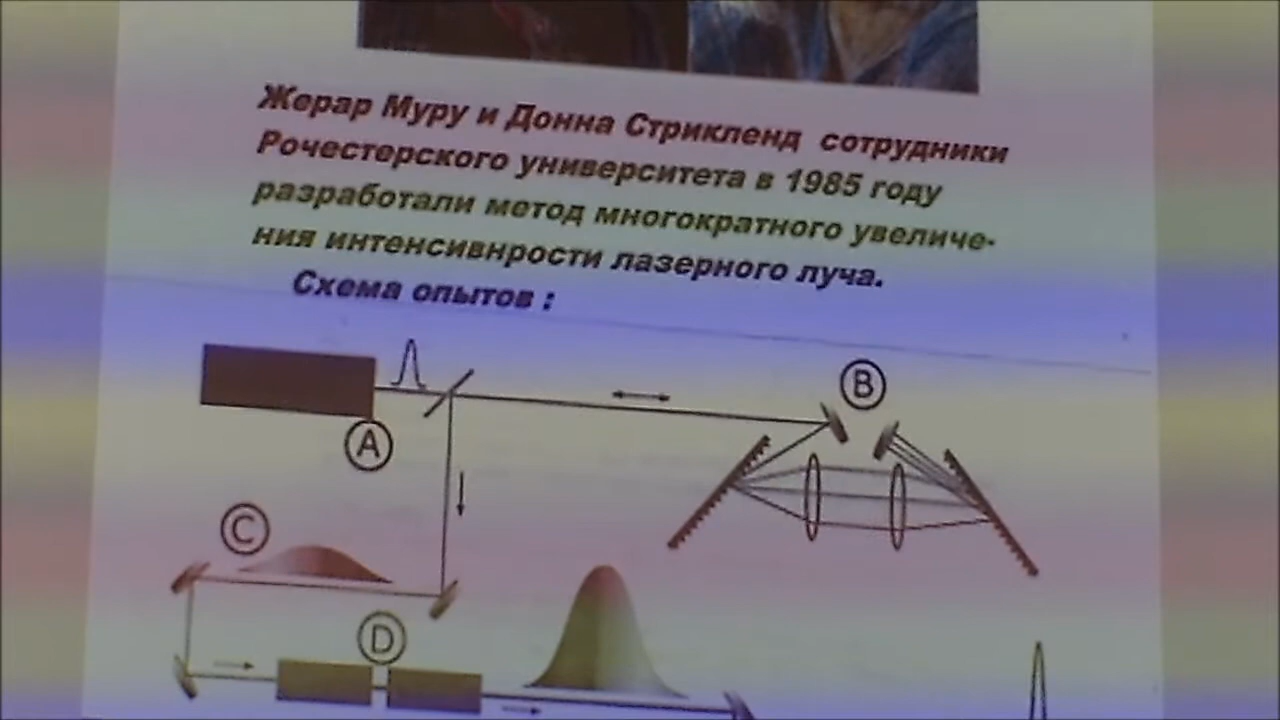 Жерар Муру и Донна Стрикленд сотрудники
Рочестерского университета в 1985 году
разработали метод многократного увеличе-
ния интенсивнрости лазерного луча.
Схема опытов :
B
A
C
D